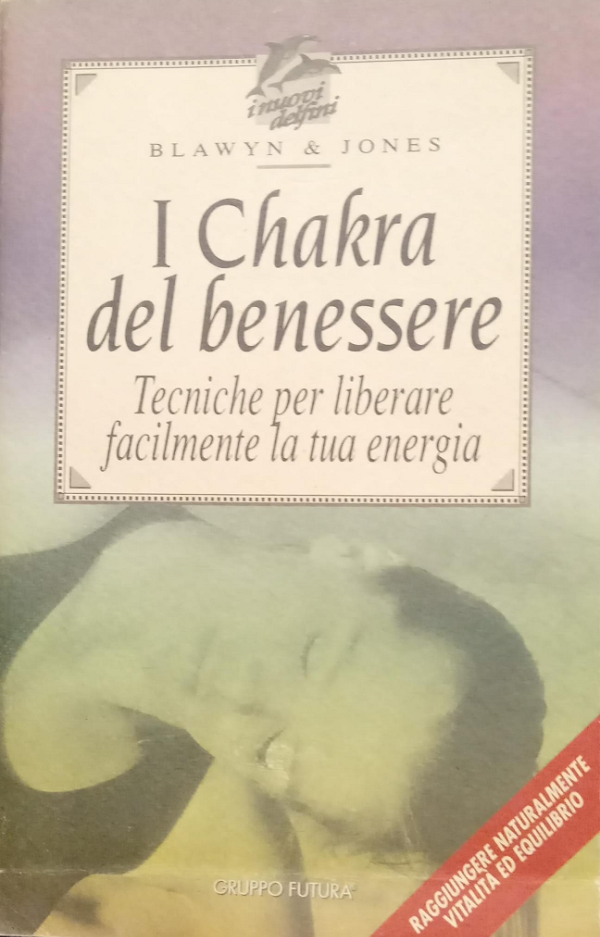 i nuovi
delfini
BLAWYN & JONES
I Chakra
del benessere
Tecniche per liberare
facilmente la tua energia
RAGGIUNGERE NATURALMENTE
VITALITÀ ED EQUILIBRIO
GRUPPO FUTURA